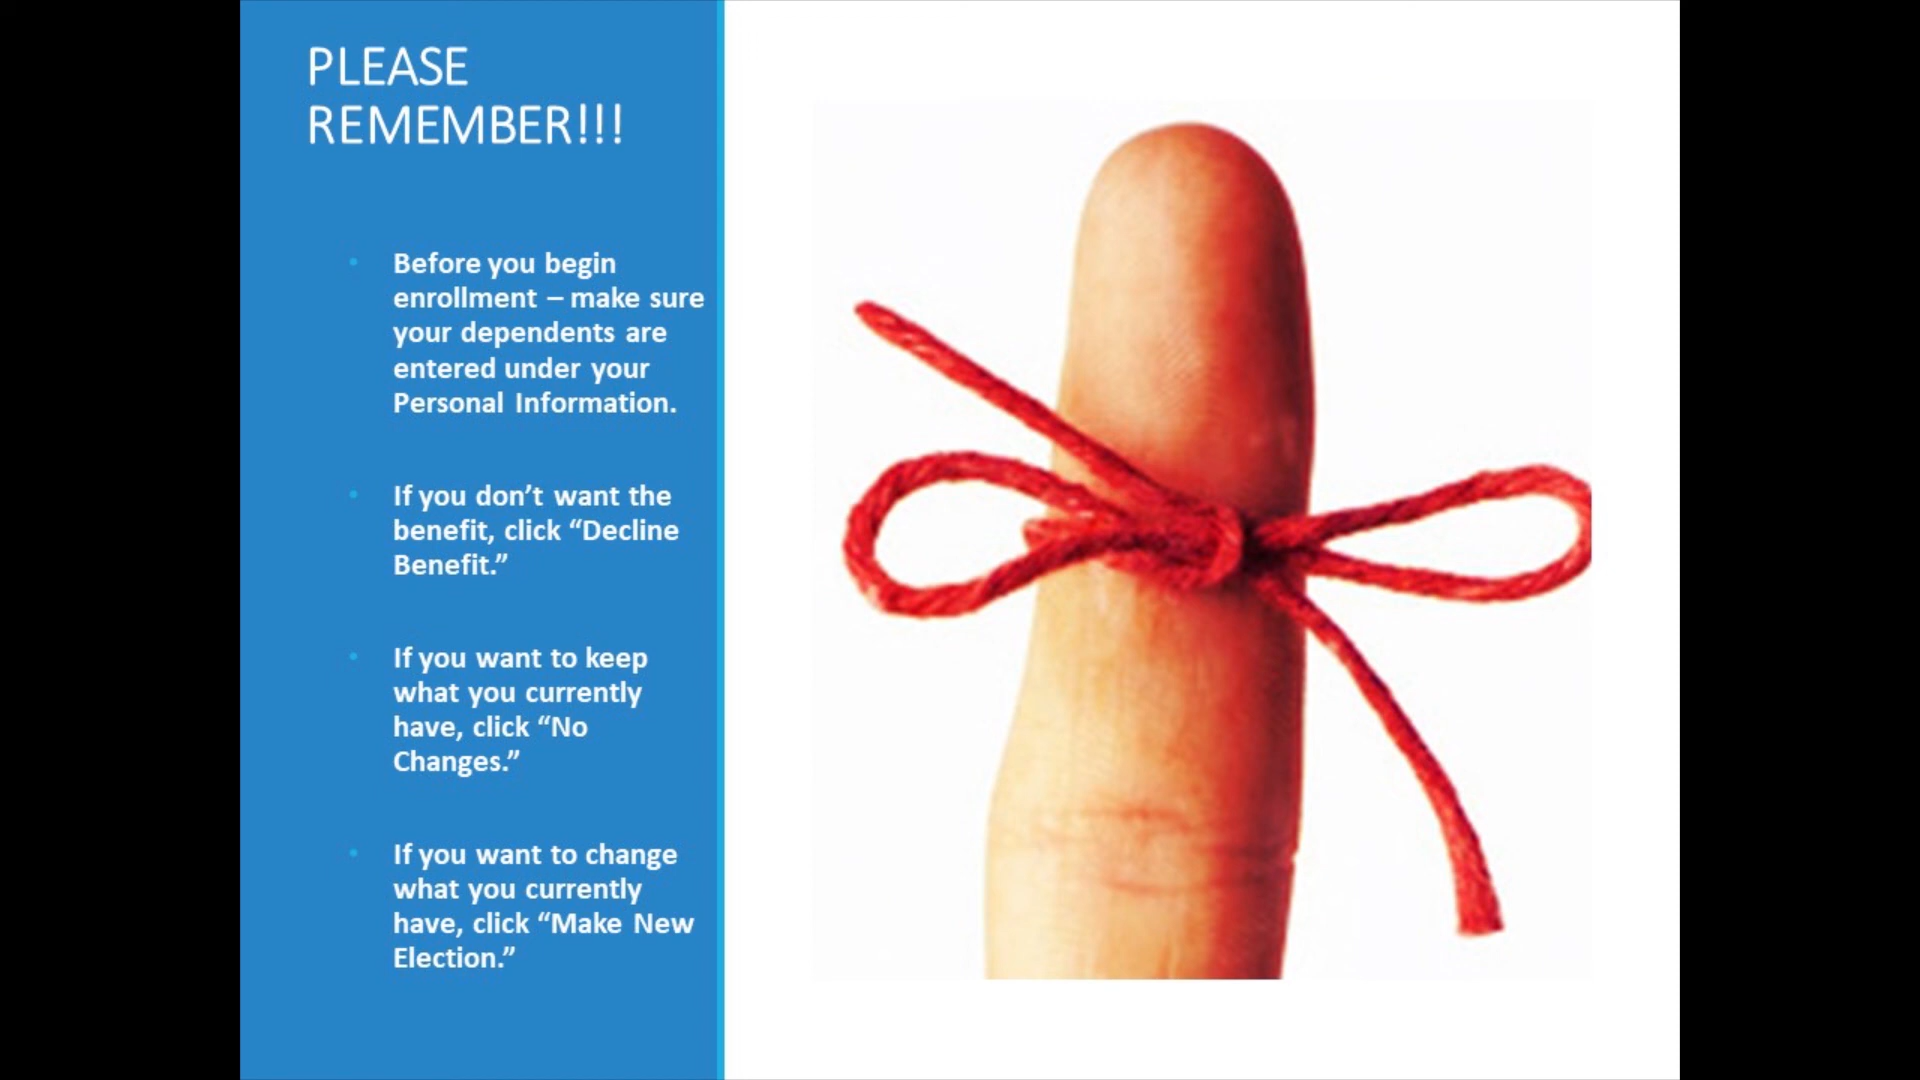 PLEASE
REMEMBER!!!
• Before you begin
enrollment – make sure
your dependents are
entered under your
Personal Information.
• If you don’t want the
benefit, click “Decline
Benefit.”
• If you want to keep
what you currently
have, click “No
Changes.”
• If you want to change
what you currently
have, click “Make New
Election.”